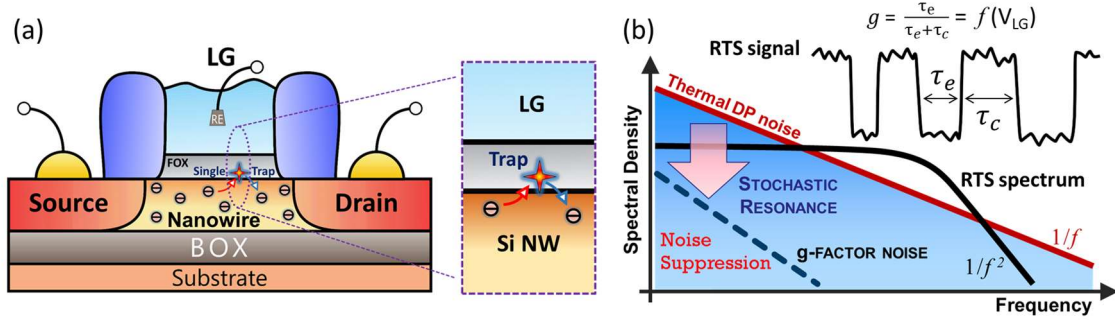 (a)
LG
RE
FOX
Single
Trap
Source
Nanowire
Drain
BOX
Substrate
LG
Trap
Si NW
(b)
g = τe / τe+τc = f(VLG)
RTS signal
τe
τc
Thermal DP noise
STOCHASTIC
RESONANCE
RTS spectrum
Noise
Suppression
g-FACTOR NOISE
1/f
1/f²
Spectral Density
Frequency